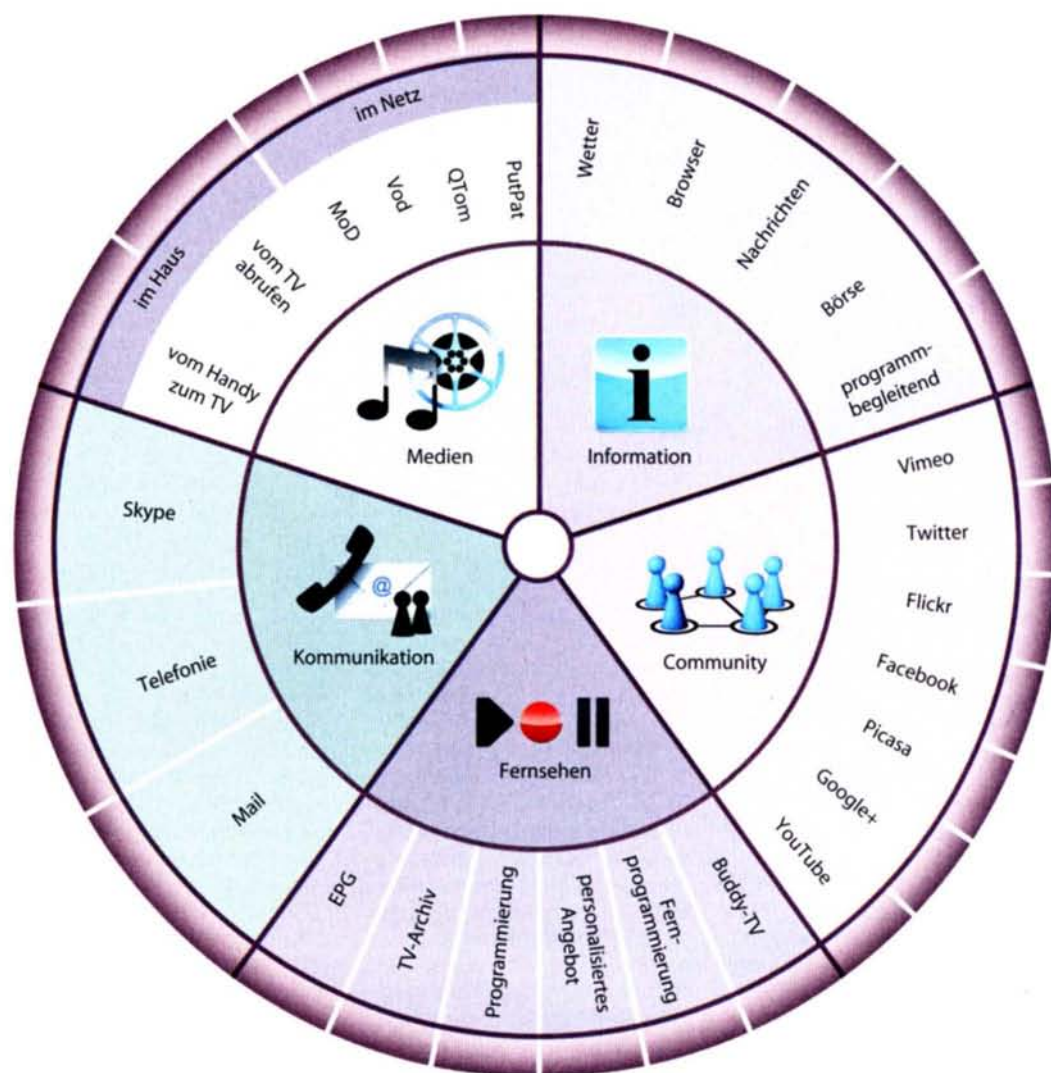 im Netz
im Haus
PutPat
QTom
Vod
MoD
vom TV
abrufen
vom Handy
zum TV
Medien
Wetter
Browser
Nachrichten
Börse
programm-
begleitend
i
Information
Vimeo
Twitter
Flickr
Facebook
Picasa
Google+
YouTube
Community
Buddy-TV
Fern-
programmierung
personalisiertes
Angebot
Programmierung
TV-Archiv
EPG
Fernsehen
Mail
Telefonie
Skype
@
Kommunikation